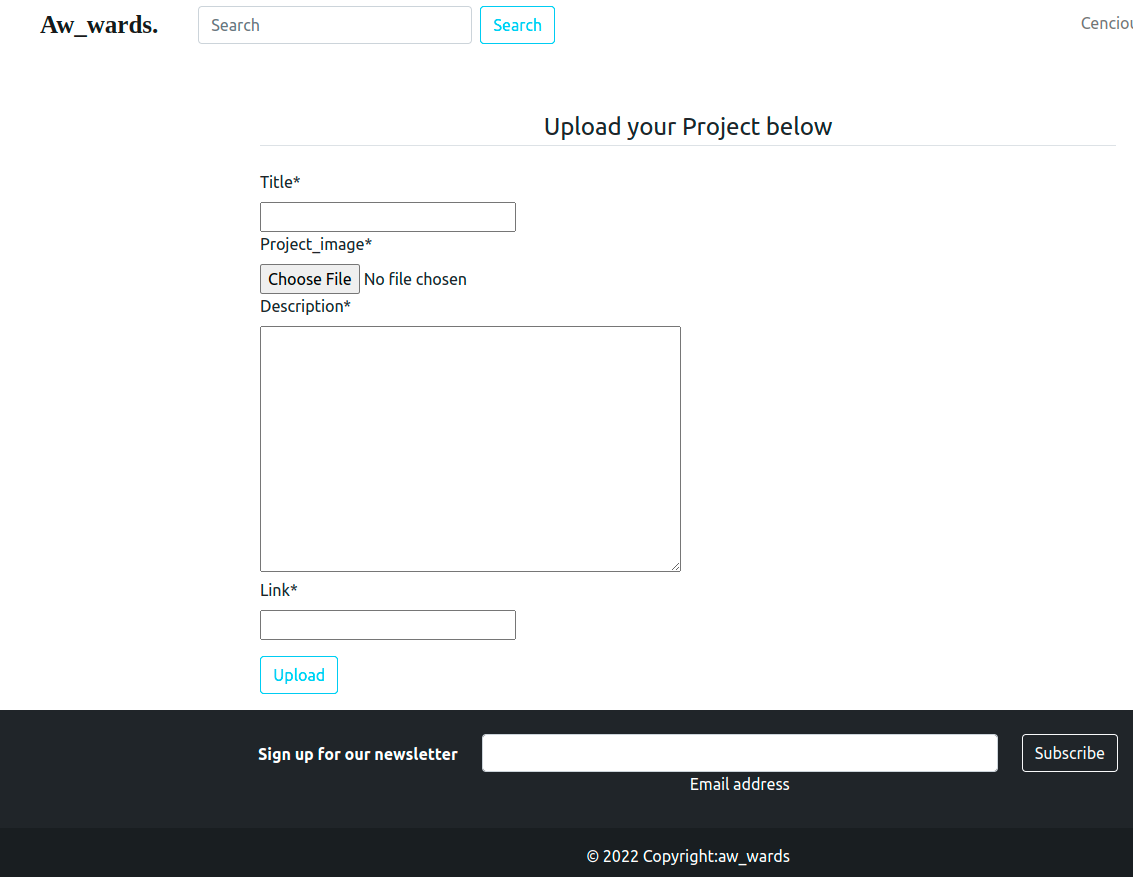 Aw_wards. Search Search
Upload your Project below
Title*
Project_image*
Choose File No file chosen
Description*
Link*
Upload
Sign up for our newsletter Subscribe
Email address
© 2022 Copyright:aw_wards